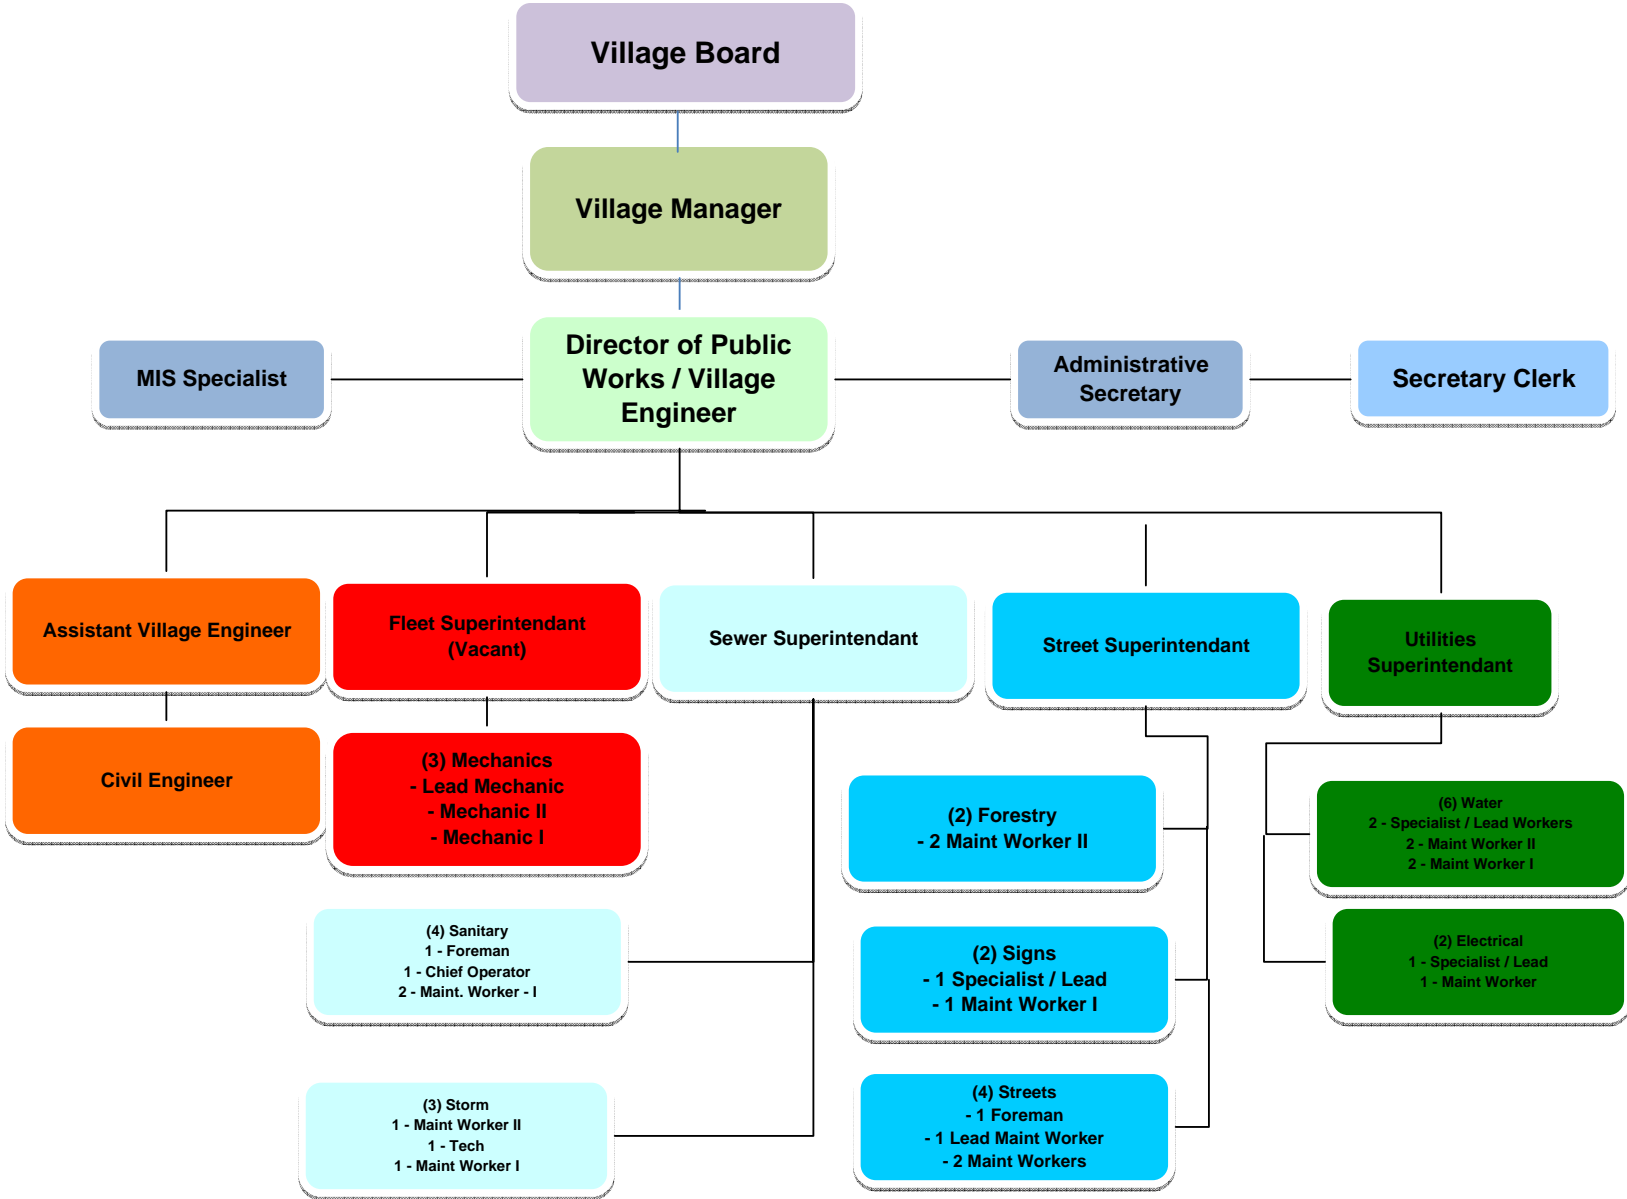 Village Board
Village Manager
MIS Specialist
Director of Public
Works / Village
Engineer
Administrative
Secretary
Secretary Clerk
Assistant Village Engineer
Fleet Superintendant
(Vacant)
Sewer Superintendant
Street Superintendant
Utilities
Superintendant
Civil Engineer
(3) Mechanics
- Lead Mechanic
- Mechanic II
- Mechanic I
(2) Forestry
- 2 Maint Worker II
(6) Water
2 - Specialist / Lead Workers
2 - Maint Worker II
2 - Maint Worker I
(4) Sanitary
1 - Foreman
1 - Chief Operator
2 - Maint. Worker - I
(2) Signs
- 1 Specialist / Lead
- 1 Maint Worker I
(2) Electrical
1 - Specialist / Lead
1 - Maint Worker
(3) Storm
1 - Maint Worker II
1 - Tech
1 - Maint Worker I
(4) Streets
- 1 Foreman
- 1 Lead Maint Worker
- 2 Maint Workers